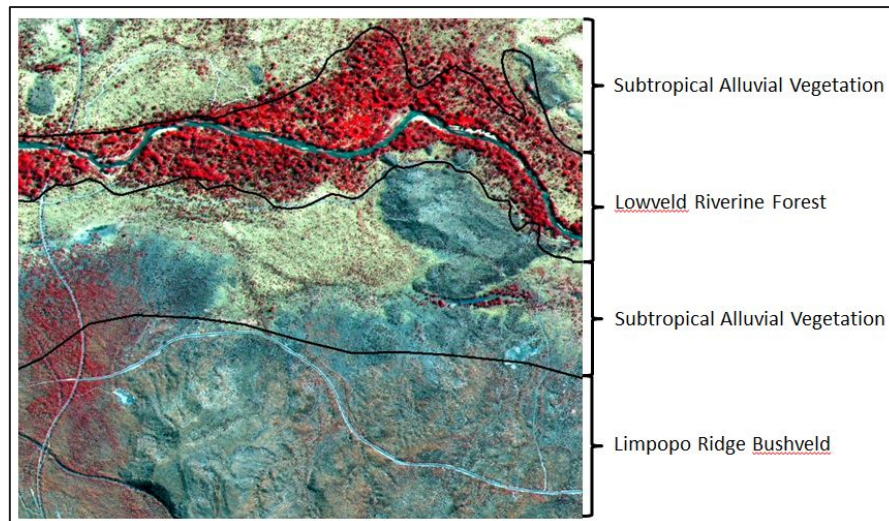 Subtropical Alluvial Vegetation
Lowveld Riverine Forest
Subtropical Alluvial Vegetation
Limpopo Ridge Bushveld